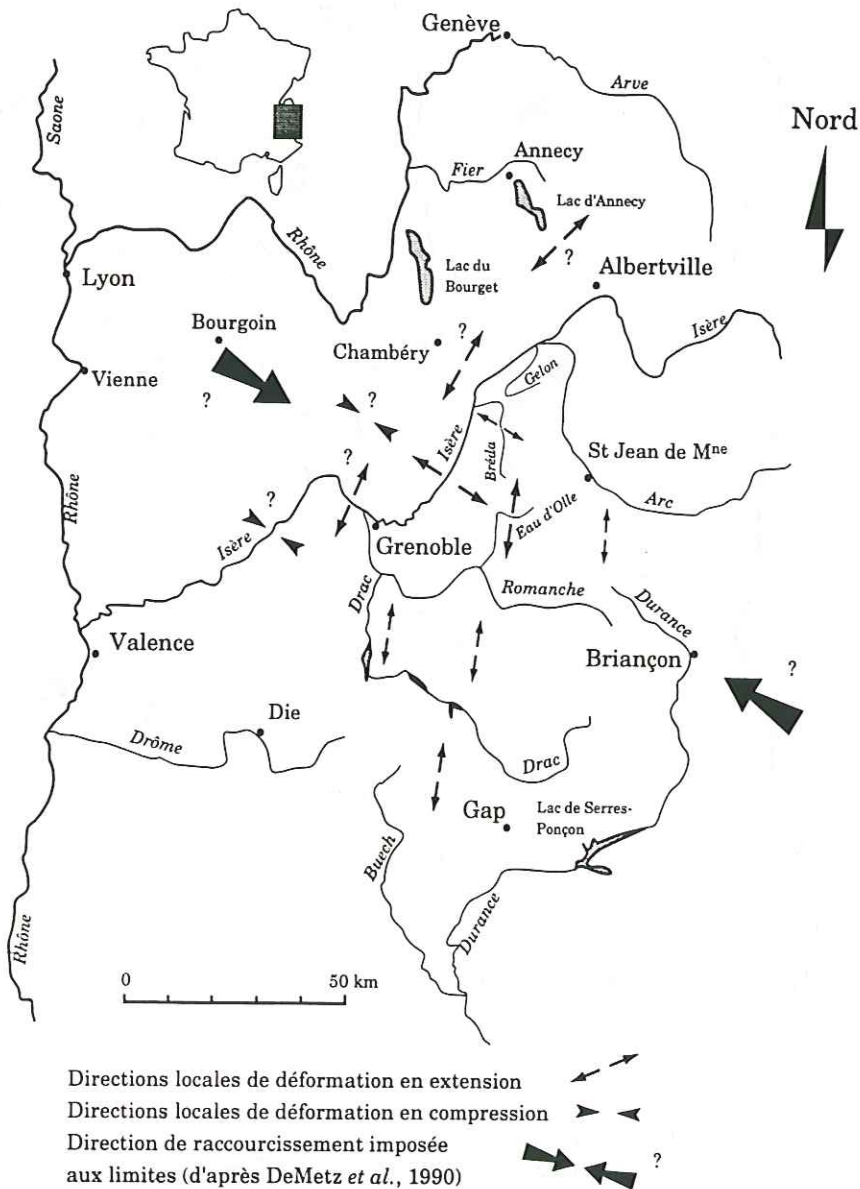 Genève
Arve
Nord
Saone
Annecy
Fier
Lac d'Annecy
?
Rhône
Lac du
Bourget
Albertville
Lyon
Bourgoin
Chambéry
?
Isère
Vienne
?
?
Gelon
Isère
Bréda
St Jean de Mne
?
?
Eau d'Olle
Arc
Rhône
Isère
Grenoble
Drac
Romanche
Durance
Valence
Briançon
?
Die
Drôme
Drac
Gap
Lac de Serres-
Ponçon
Buech
Durance
Rhône
0
50 km
Directions locales de déformation en extension
Directions locales de déformation en compression
Direction de raccourcissement imposée
aux limites (d'après DeMetz et al., 1990)
?